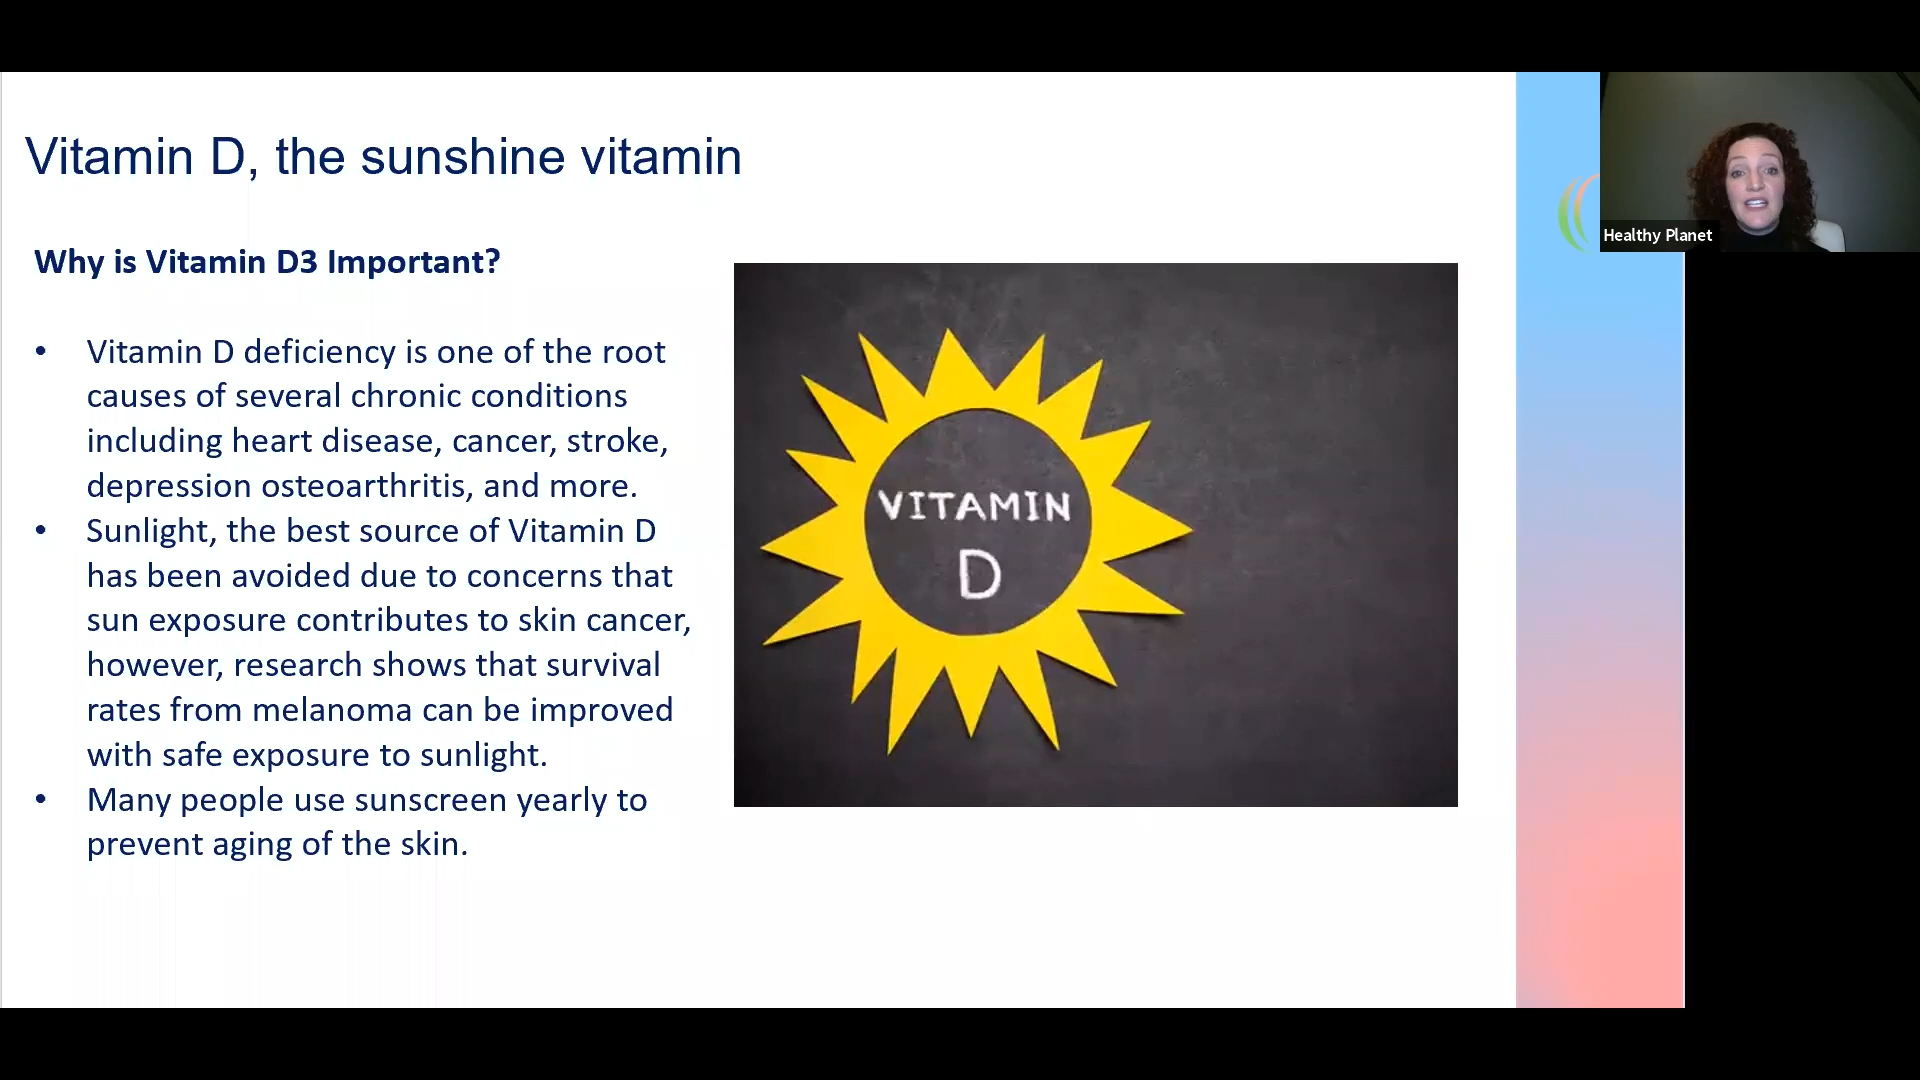 Vitamin D, the sunshine vitamin
Healthy Planet
Why is Vitamin D3 Important?
• Vitamin D deficiency is one of the root
causes of several chronic conditions
including heart disease, cancer, stroke,
depression osteoarthritis, and more.
• Sunlight, the best source of Vitamin D
has been avoided due to concerns that
sun exposure contributes to skin cancer,
however, research shows that survival
rates from melanoma can be improved
with safe exposure to sunlight.
• Many people use sunscreen yearly to
prevent aging of the skin.
VITAMIN
D